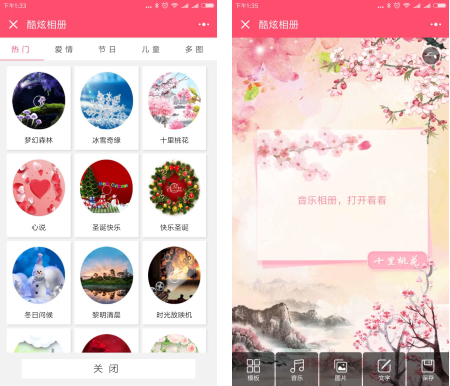 下午5:33
酷炫相册
热门 爱情 节日 儿童 多图
梦幻森林 冰雪奇缘 十里桃花
心说 圣诞快乐 快乐圣诞
冬日问候 黎明清晨 时光放映机
关闭
下午5:35
酷炫相册
音乐相册，打开看看
十里桃花
模板 音乐 图片 文字 保存